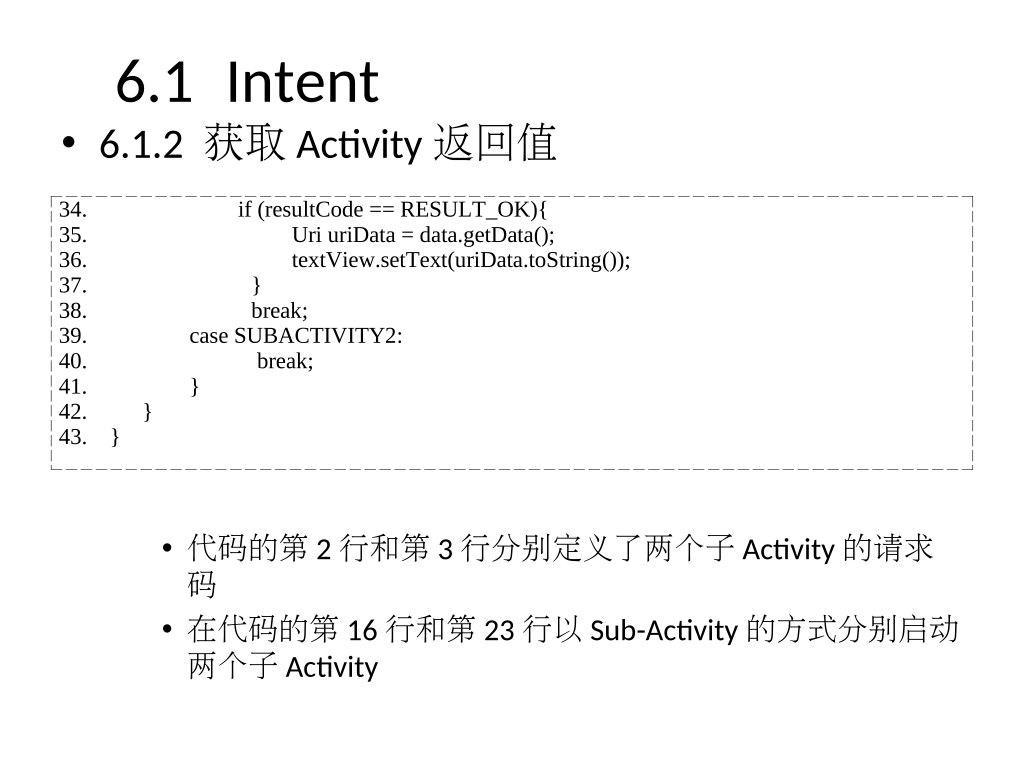 6.1  Intent
• 6.1.2  获取 Activity 返回值
34. if (resultCode == RESULT_OK){
35. Uri uriData = data.getData();
36. textView.setText(uriData.toString());
37. }
38. break;
39. case SUBACTIVITY2:
40. break;
41. }
42. }
43. }
• 代码的第 2 行和第 3 行分别定义了两个子 Activity 的请求
码
• 在代码的第 16 行和第 23 行以 Sub-Activity 的方式分别启动
两个子 Activity